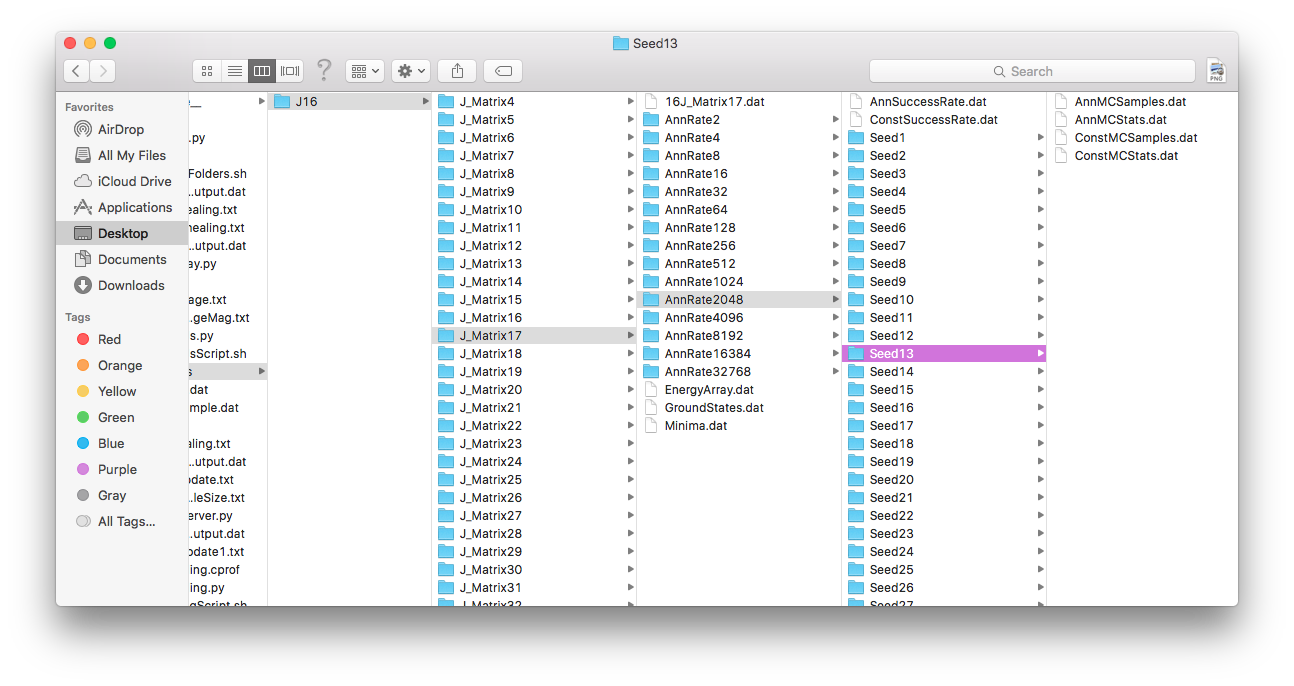 Seed13
Search
PNG
Favorites
AirDrop
All My Files
iCloud Drive
Applications
Desktop
Documents
Downloads
Tags
Red
Orange
Yellow
Green
Blue
Purple
Gray
All Tags...
.py
Folders.sh
..utput.dat
ealing.txt
nealing.txt
..utput.dat
ay.py
age.txt
.geMag.txt
s.py
ssScript.sh
s
dat
mple.dat
aling.txt
..utput.dat
odate.txt
..leSize.txt
erver.py
..utput.dat
odate1.txt
ing.cprof
ing.py
gScript.sh
J16
J_Matrix4
J_Matrix5
J_Matrix6
J_Matrix7
J_Matrix8
J_Matrix9
J_Matrix10
J_Matrix11
J_Matrix12
J_Matrix13
J_Matrix14
J_Matrix15
J_Matrix16
J_Matrix17
J_Matrix18
J_Matrix19
J_Matrix20
J_Matrix21
J_Matrix22
J_Matrix23
J_Matrix24
J_Matrix25
J_Matrix26
J_Matrix27
J_Matrix28
J_Matrix29
J_Matrix30
J_Matrix31
J_Matrix32
16J_Matrix17.dat
AnnRate2
AnnRate4
AnnRate8
AnnRate16
AnnRate32
AnnRate64
AnnRate128
AnnRate256
AnnRate512
AnnRate1024
AnnRate2048
AnnRate4096
AnnRate8192
AnnRate16384
AnnRate32768
EnergyArray.dat
GroundStates.dat
Minima.dat
AnnSuccessRate.dat
ConstSuccessRate.dat
Seed1
Seed2
Seed3
Seed4
Seed5
Seed6
Seed7
Seed8
Seed9
Seed10
Seed11
Seed12
Seed13
Seed14
Seed15
Seed16
Seed17
Seed18
Seed19
Seed20
Seed21
Seed22
Seed23
Seed24
Seed25
Seed26
Seed27
AnnMCSamples.dat
AnnMCStats.dat
ConstMCSamples.dat
ConstMCStats.dat